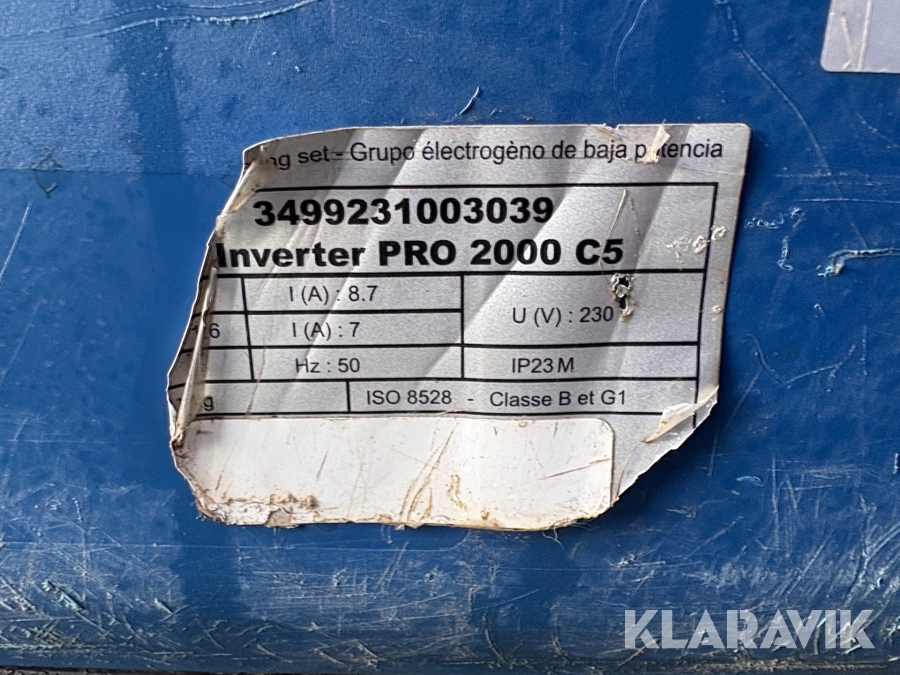 set - Grupo électrogèno de baja potencia
3499231003039
Inverter PRO 2000 C5
I (A) : 8.7
U (V) : 230
6
I (A) : 7
Hz : 50
IP23 M
g
ISO 8528 - Classe B et G1
KLARAVIK